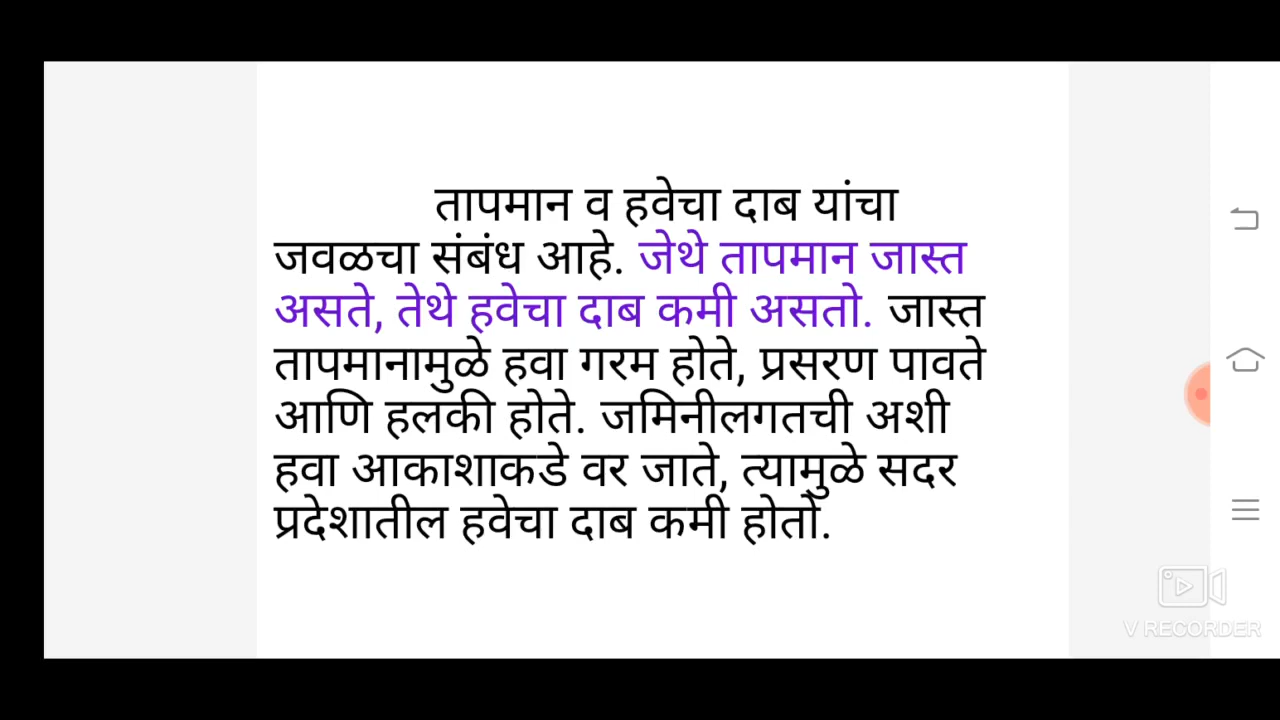 तापमान व हवेचा दाब यांचा
जवळचा संबंध आहे. जेथे तापमान जास्त
असते, तेथे हवेचा दाब कमी असतो. जास्त
तापमानामुळे हवा गरम होते, प्रसरण पावते
आणि हलकी होते. जमिनीलगतची अशी
हवा आकाशाकडे वर जाते, त्यामुळे सदर
प्रदेशातील हवेचा दाब कमी होतो.
V RECORDER